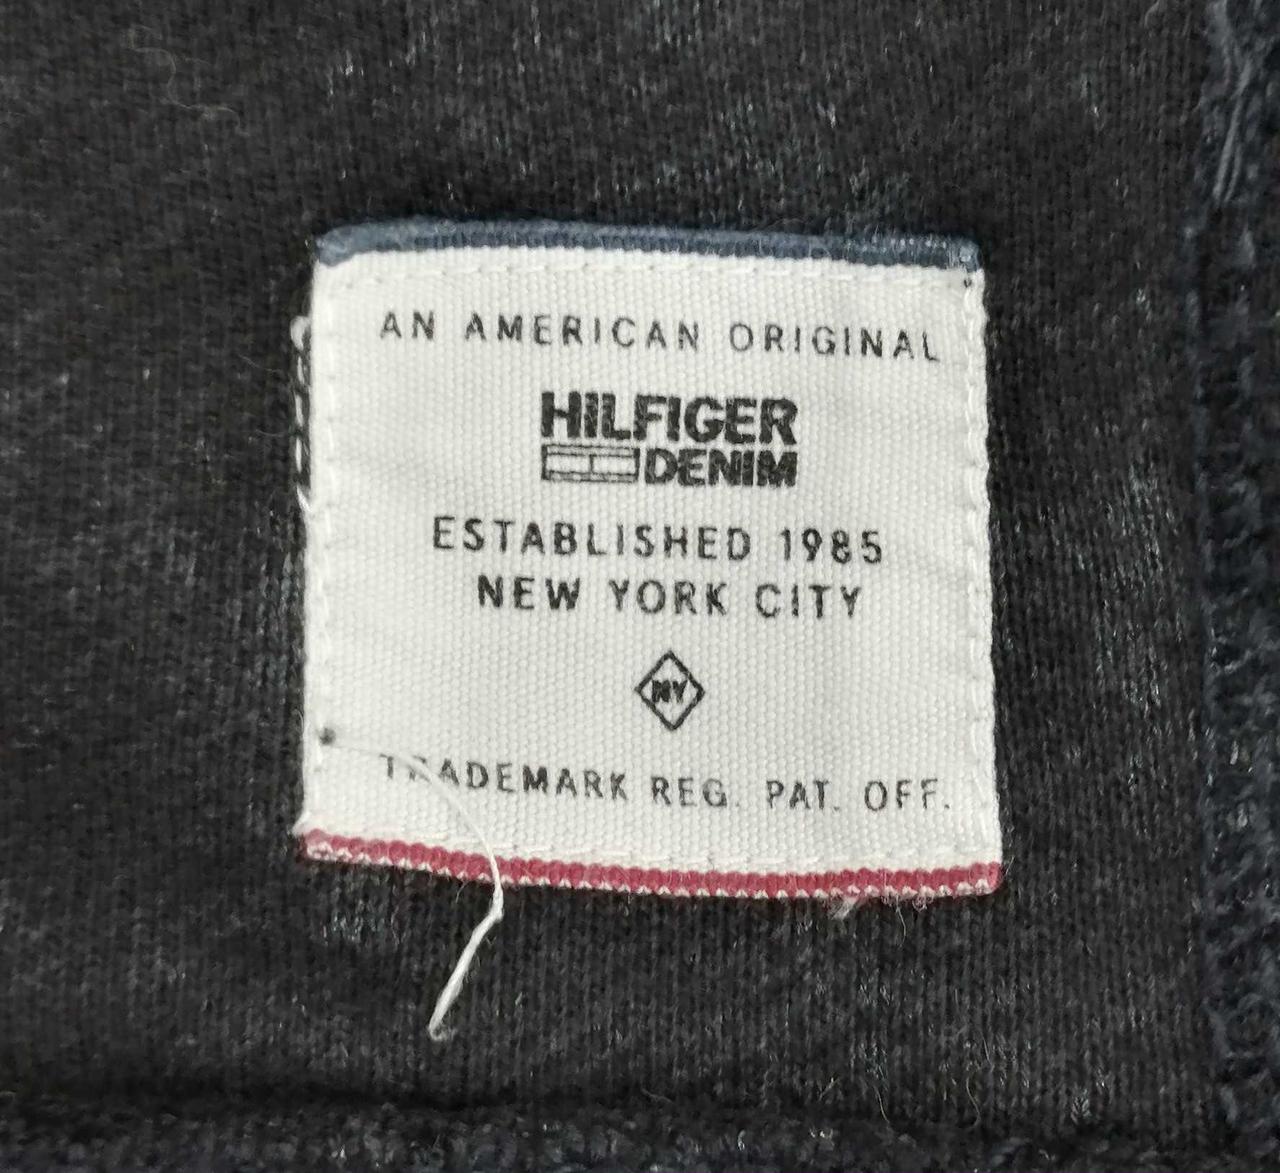 AN AMERICAN ORIGINAL
HILFIGER
DENIM
ESTABLISHED 1985
NEW YORK CITY
NY
TRADEMARK REG. PAT. OFF.